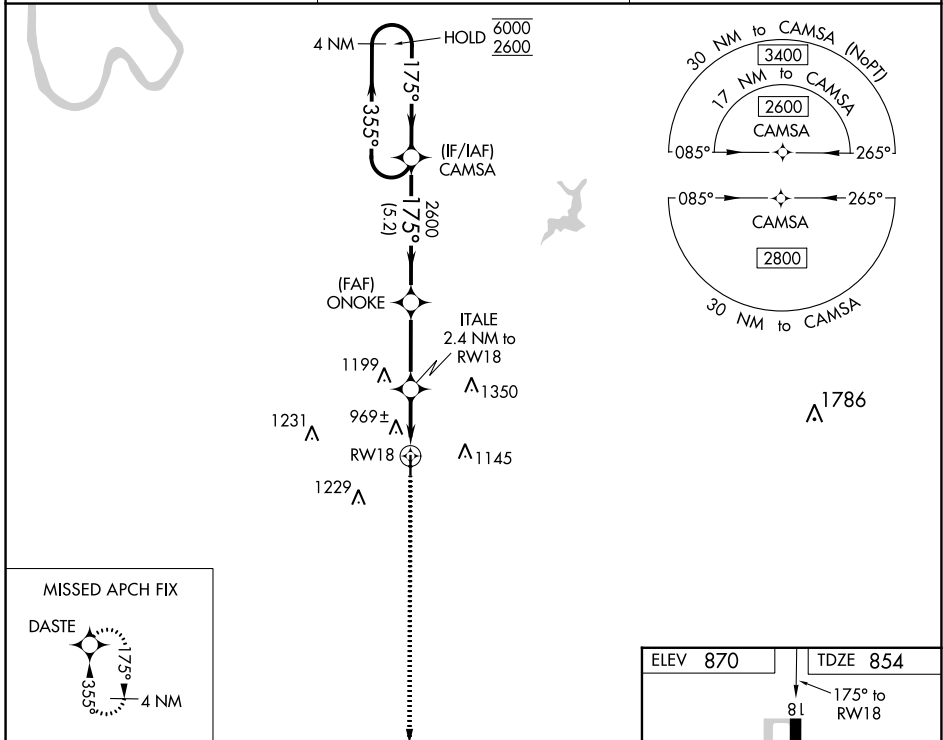 4 NM
HOLD
6000
2600
175°
355°
(IF/IAF)
CAMSA
2600
175°
(5.2)
(FAF)
ONOKE
ITALE
2.4 NM to
RW18
1199
1350
1231
969±
RW18
1145
1229
30 NM to CAMSA (NoPT)
3400
17 NM to CAMSA
2600
CAMSA
085°
265°
085°
265°
CAMSA
2800
30 NM to CAMSA
1786
MISSED APCH FIX
DASTE
175°
355°
4 NM
ELEV 870
TDZE 854
175° to
RW18
18